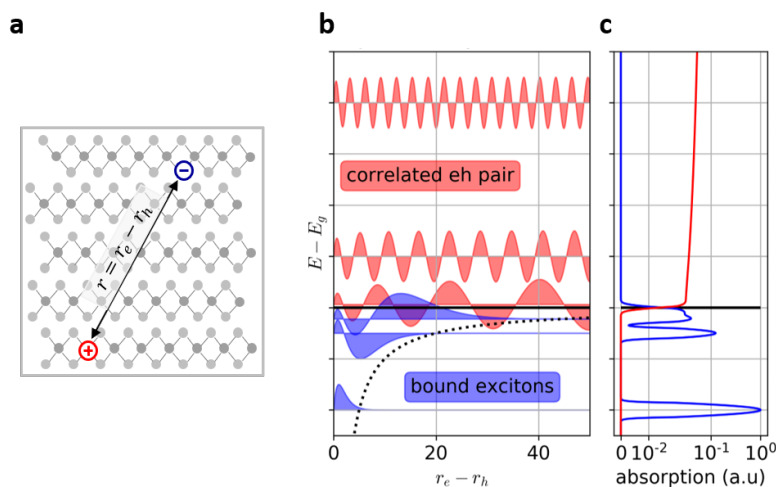 a
b
c
r = r_e − r_h
−
+
E − E_g
correlated eh pair
bound excitons
0 20 40
r_e − r_h
0 10^-2 10^-1 10^0
absorption (a.u)